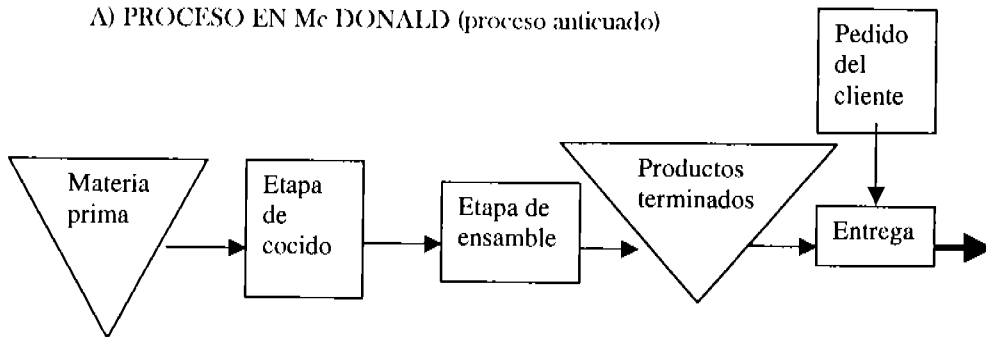 A) PROCESO EN Mc DONALD (proceso anticuado)
Pedido
del
cliente
Materia
prima
Etapa
de
cocido
Etapa de
ensamble
Productos
terminados
Entrega